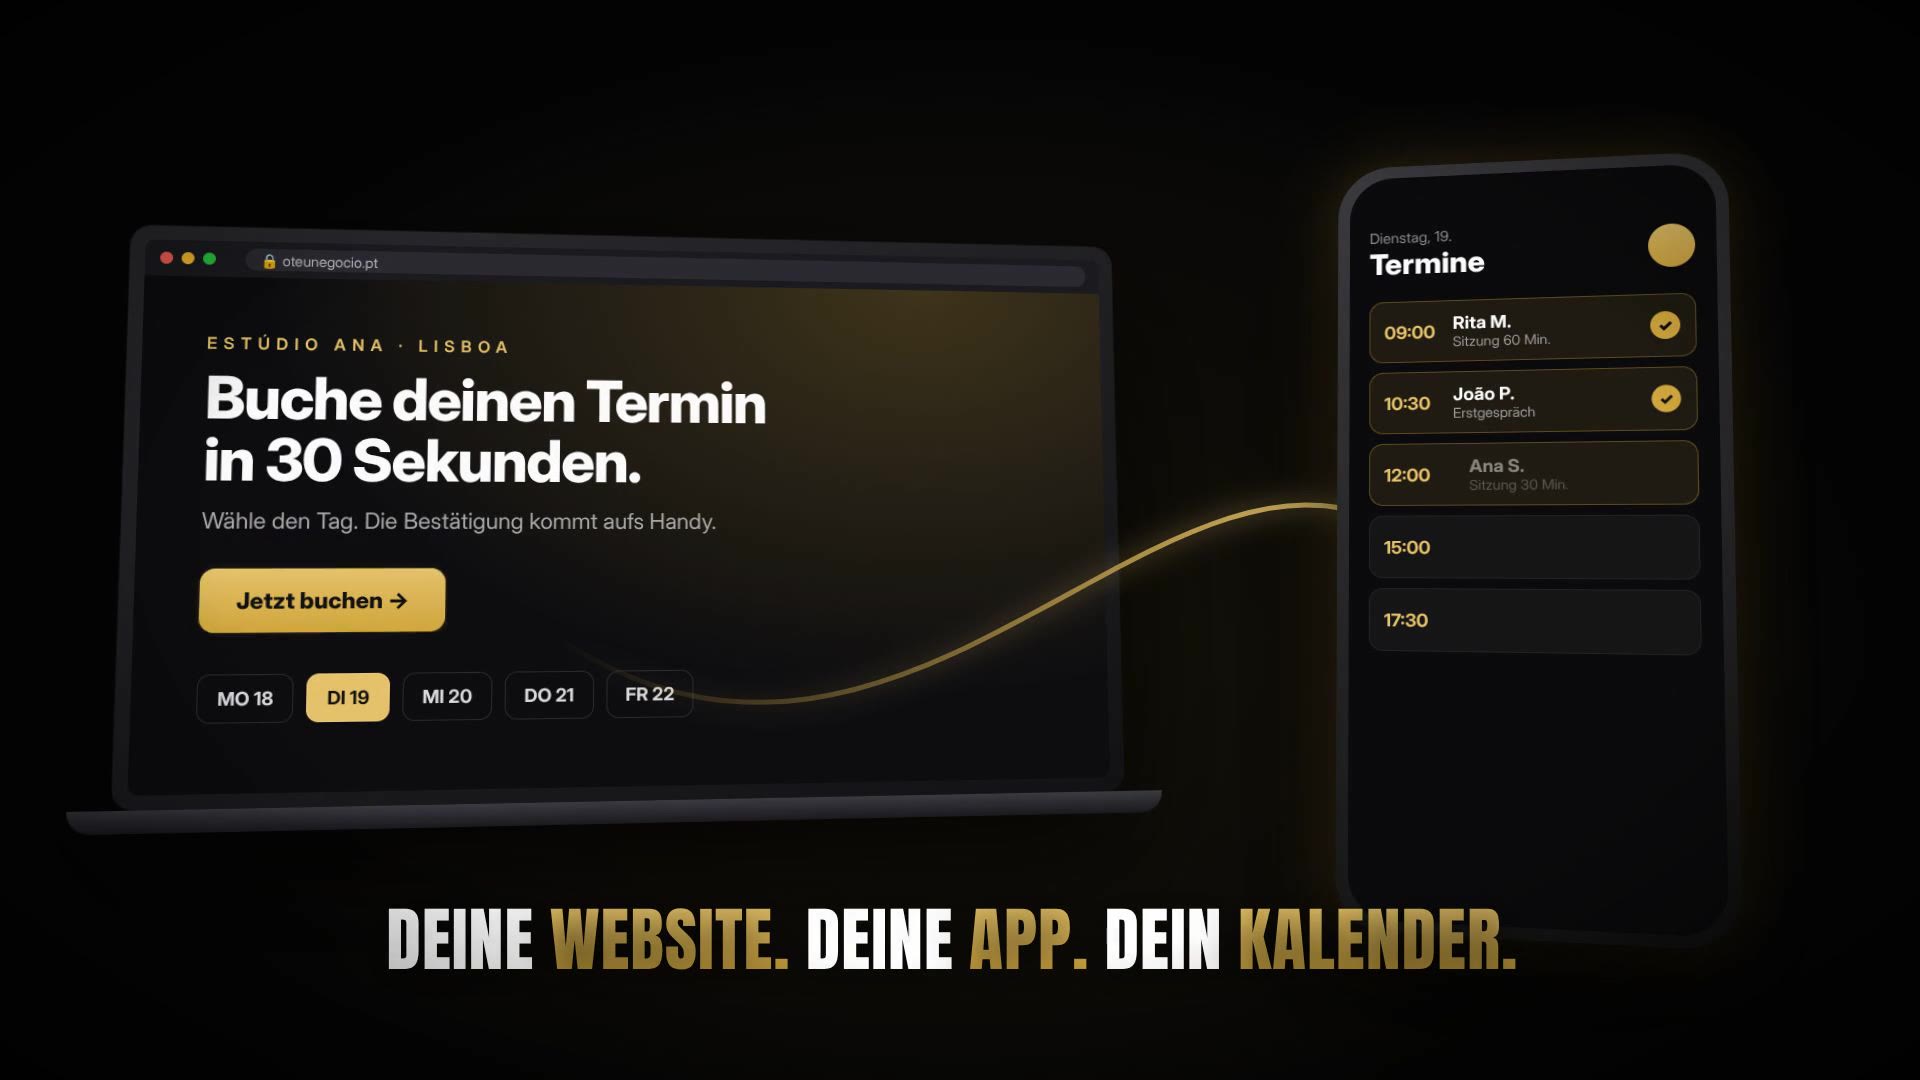 oteunegocio.pt
ESTÚDIO ANA · LISBOA
Buche deinen Termin
in 30 Sekunden.
Wähle den Tag. Die Bestätigung kommt aufs Handy.
Jetzt buchen →
MO 18 DI 19 MI 20 DO 21 FR 22
Dienstag, 19.
Termine
09:00 Rita M.
Sitzung 60 Min.
10:30 João P.
Erstgespräch
12:00 Ana S.
Sitzung 30 Min.
15:00
17:30
DEINE WEBSITE. DEINE APP. DEIN KALENDER.